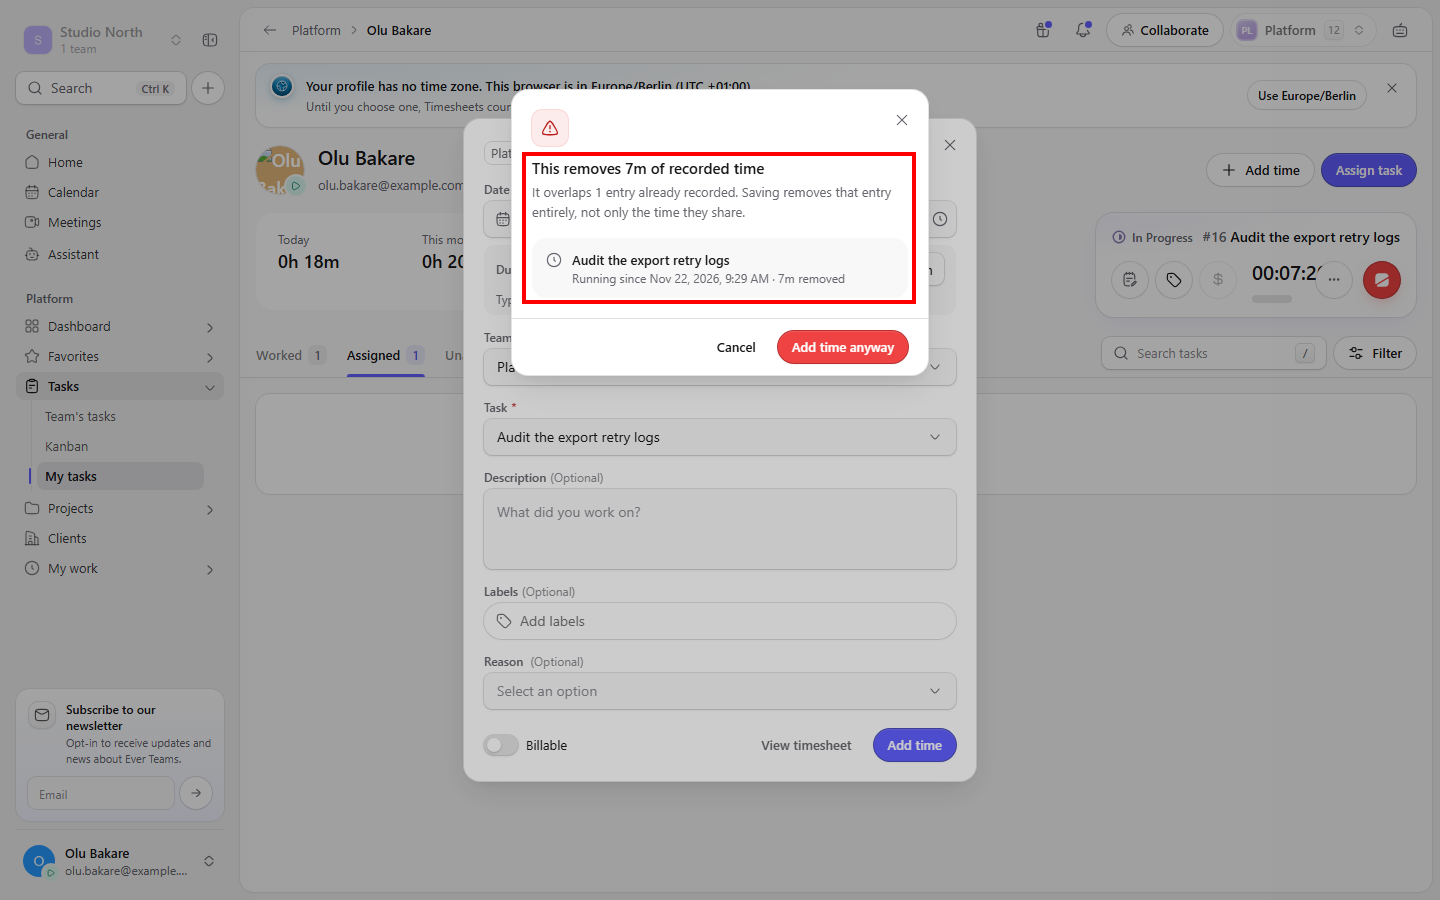 S
Studio North
1 team
Search
Ctrl K
General
Home
Calendar
Meetings
Assistant
Platform
Dashboard
Favorites
Tasks
Team's tasks
Kanban
My tasks
Projects
Clients
My work
Subscribe to our
newsletter
Opt-in to receive updates and
news about Ever Teams.
Email
O
Olu Bakare
olu.bakare@example....
Platform
Olu Bakare
Collaborate
PL
Platform
12
Your profile has no time zone. This browser is in Europe/Berlin (UTC +01:00)
Until you choose one, Timesheets
Use Europe/Berlin
Olu
Olu Bakare
olu.bakare@example.com
Add time
Assign task
Today
0h 18m
This
0h
In Progress
#16 Audit the export retry logs
00:07:2
Worked 1
Assigned 1
Search tasks
/
Filter
Date
Team
Task *
Audit the export retry logs
Description (Optional)
What did you work on?
Labels (Optional)
Add labels
Reason (Optional)
Select an option
Billable
View timesheet
Add time
This removes 7m of recorded time
It overlaps 1 entry already recorded. Saving removes that entry
entirely, not only the time they share.
Audit the export retry logs
Running since Nov 22, 2026, 9:29 AM · 7m removed
Cancel
Add time anyway